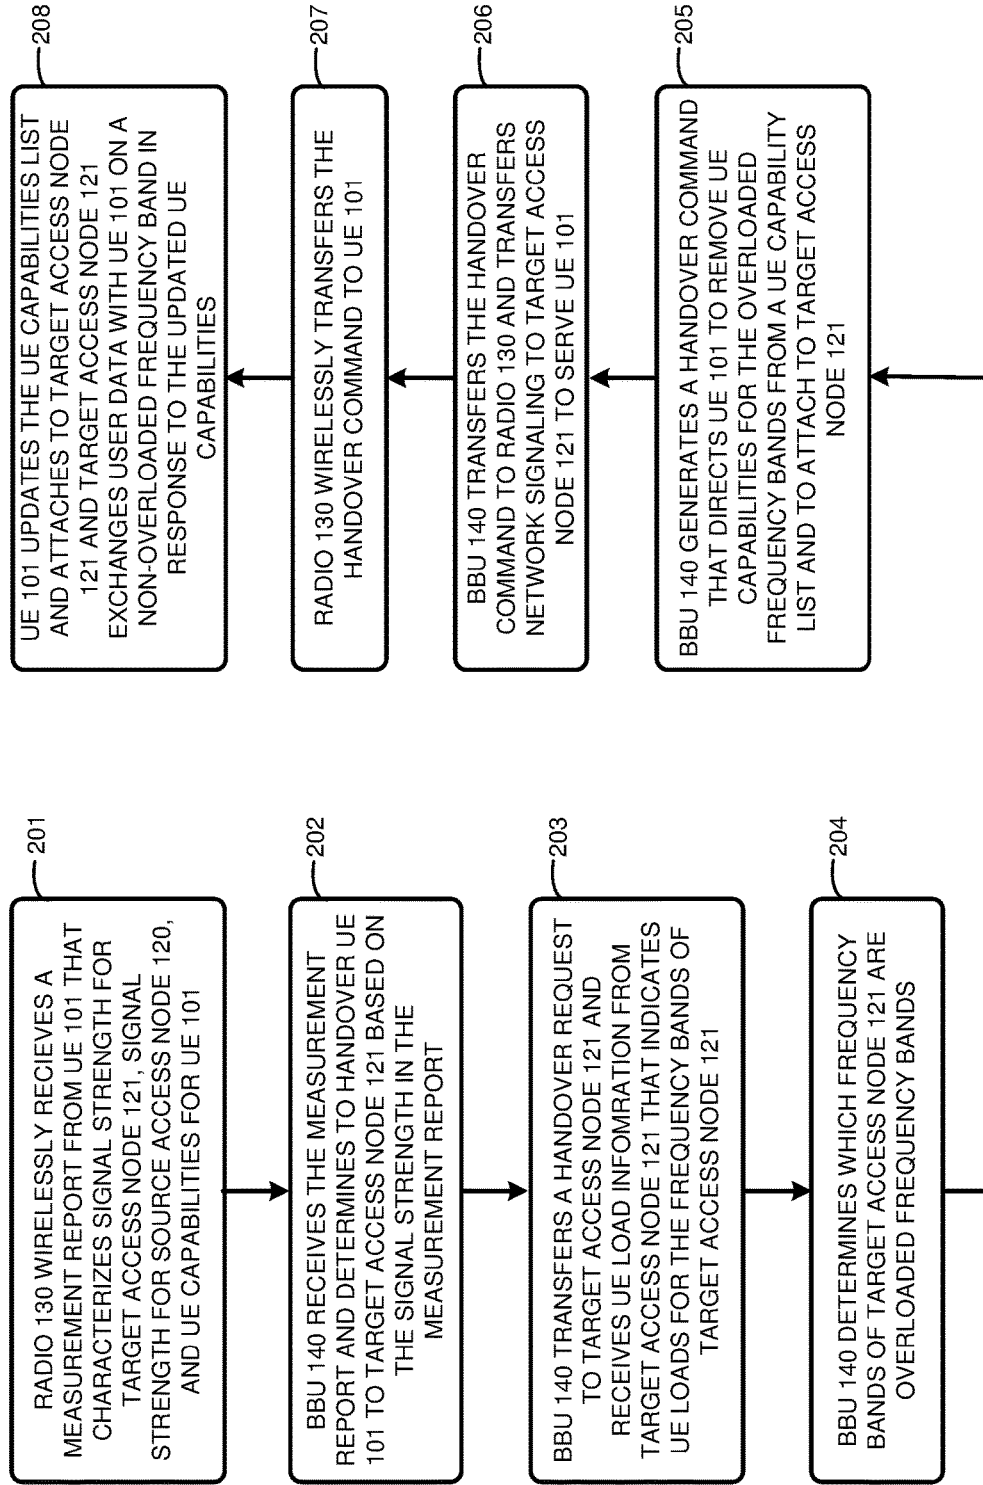 201
RADIO 130 WIRELESSLY RECIEVES A
MEASUREMENT REPORT FROM UE 101 THAT
CHARACTERIZES SIGNAL STRENGTH FOR
TARGET ACCESS NODE 121, SIGNAL
STRENGTH FOR SOURCE ACCESS NODE 120,
AND UE CAPABILITIES FOR UE 101
202
BBU 140 RECEIVES THE MEASUREMENT
REPORT AND DETERMINES TO HANDOVER UE
101 TO TARGET ACCESS NODE 121 BASED ON
THE SIGNAL STRENGTH IN THE
MEASUREMENT REPORT
203
BBU 140 TRANSFERS A HANDOVER REQUEST
TO TARGET ACCESS NODE 121 AND
RECEIVES UE LOAD INFOMRATION FROM
TARGET ACCESS NODE 121 THAT INDICATES
UE LOADS FOR THE FREQUENCY BANDS OF
TARGET ACCESS NODE 121
204
BBU 140 DETERMINES WHICH FREQUENCY
BANDS OF TARGET ACCESS NODE 121 ARE
OVERLOADED FREQUENCY BANDS
205
BBU 140 GENERATES A HANDOVER COMMAND
THAT DIRECTS UE 101 TO REMOVE UE
CAPABILITIES FOR THE OVERLOADED
FREQUENCY BANDS FROM A UE CAPABILITY
LIST AND TO ATTACH TO TARGET ACCESS
NODE 121
206
BBU 140 TRANSFERS THE HANDOVER
COMMAND TO RADIO 130 AND TRANSFERS
NETWORK SIGNALING TO TARGET ACCESS
NODE 121 TO SERVE UE 101
207
RADIO 130 WIRELESSLY TRANSFERS THE
HANDOVER COMMAND TO UE 101
208
UE 101 UPDATES THE UE CAPABILITIES LIST
AND ATTACHES TO TARGET ACCESS NODE
121 AND TARGET ACCESS NODE 121
EXCHANGES USER DATA WITH UE 101 ON A
NON-OVERLOADED FREQUENCY BAND IN
RESPONSE TO THE UPDATED UE
CAPABILITIES